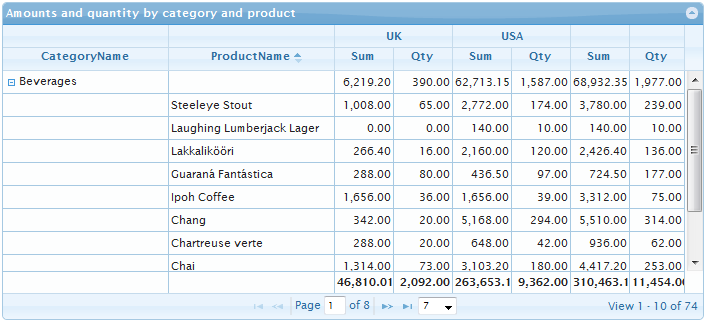 Amounts and quantity by category and product
UK USA
CategoryName ProductName Sum Qty Sum Qty Sum Qty
Beverages 6,219.20 390.00 62,713.15 1,587.00 68,932.35 1,977.00
Steeleye Stout 1,008.00 65.00 2,772.00 174.00 3,780.00 239.00
Laughing Lumberjack Lager 0.00 0.00 140.00 10.00 140.00 10.00
Lakkalikööri 266.40 16.00 2,160.00 120.00 2,426.40 136.00
Guaraná Fantástica 288.00 80.00 436.50 97.00 724.50 177.00
Ipoh Coffee 1,656.00 36.00 1,656.00 39.00 3,312.00 75.00
Chang 342.00 20.00 5,168.00 294.00 5,510.00 314.00
Chartreuse verte 288.00 20.00 648.00 42.00 936.00 62.00
Chai 1,314.00 73.00 3,103.20 180.00 4,417.20 253.00
46,810.01 2,092.00 263,653.1 9,362.00 310,463.1 11,454.00
Page 1 of 8 7 View 1 - 10 of 74